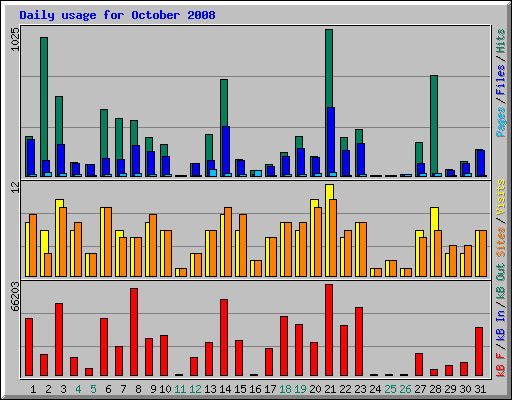 Daily usage for October 2008
1025
Pages / Files / Hits
12
Sites / Visits
66203
kB F / kB In / kB Out
1 2 3 4 5 6 7 8 9 10 11 12 13 14 15 16 17 18 19 20 21 22 23 24 25 26 27 28 29 30 31